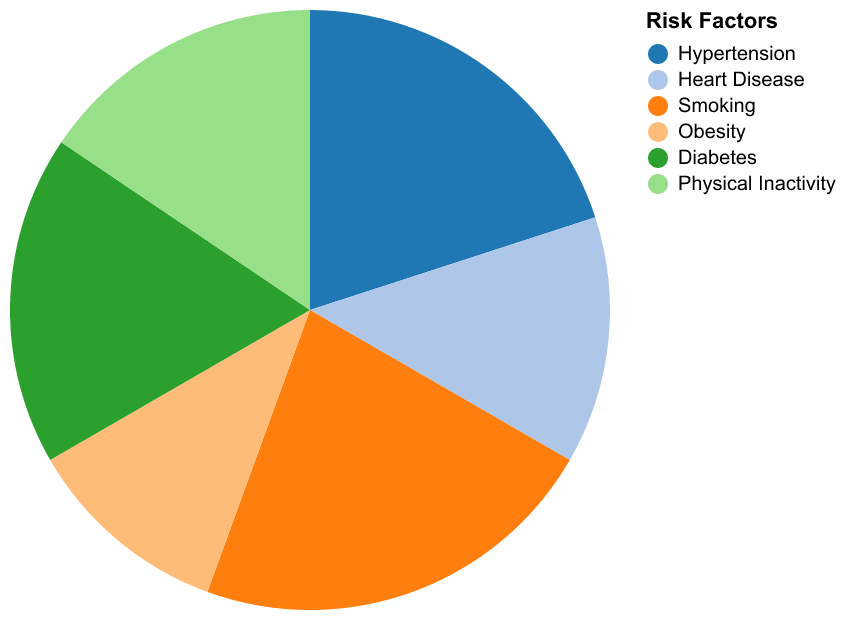 Risk Factors
Hypertension
Heart Disease
Smoking
Obesity
Diabetes
Physical Inactivity